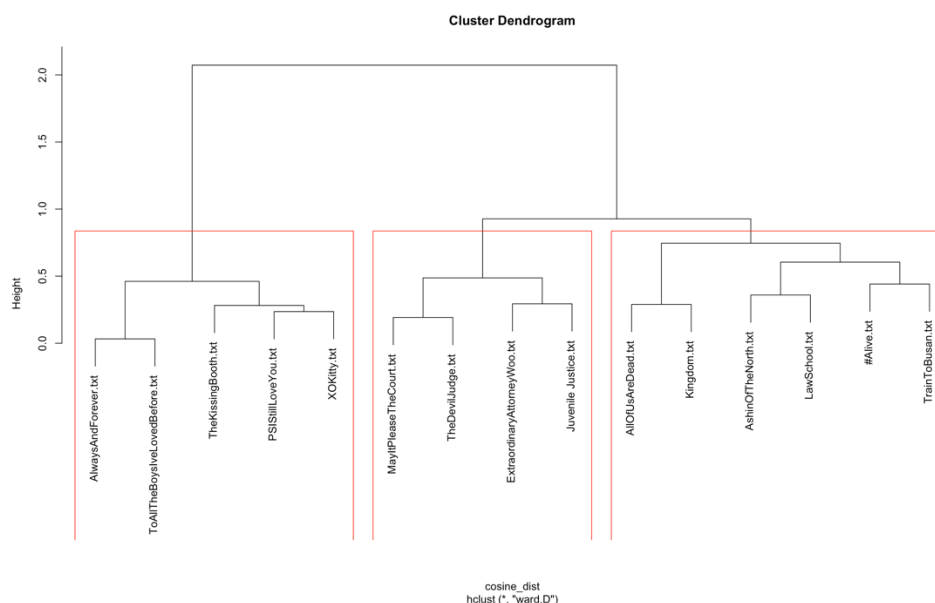 Cluster Dendrogram
Height
0.0
0.5
1.0
1.5
2.0
AlwaysAndForever.txt
ToAllTheBoysIveLovedBefore.txt
TheKissingBooth.txt
PSIStillLoveYou.txt
XOKitty.txt
MayItPleaseTheCourt.txt
TheDevilJudge.txt
ExtraordinaryAttorneyWoo.txt
Juvenile Justice.txt
AllOfUsAreDead.txt
Kingdom.txt
AshinOfTheNorth.txt
LawSchool.txt
#Alive.txt
TrainToBusan.txt
cosine_dist
hclust (*, "ward.D")